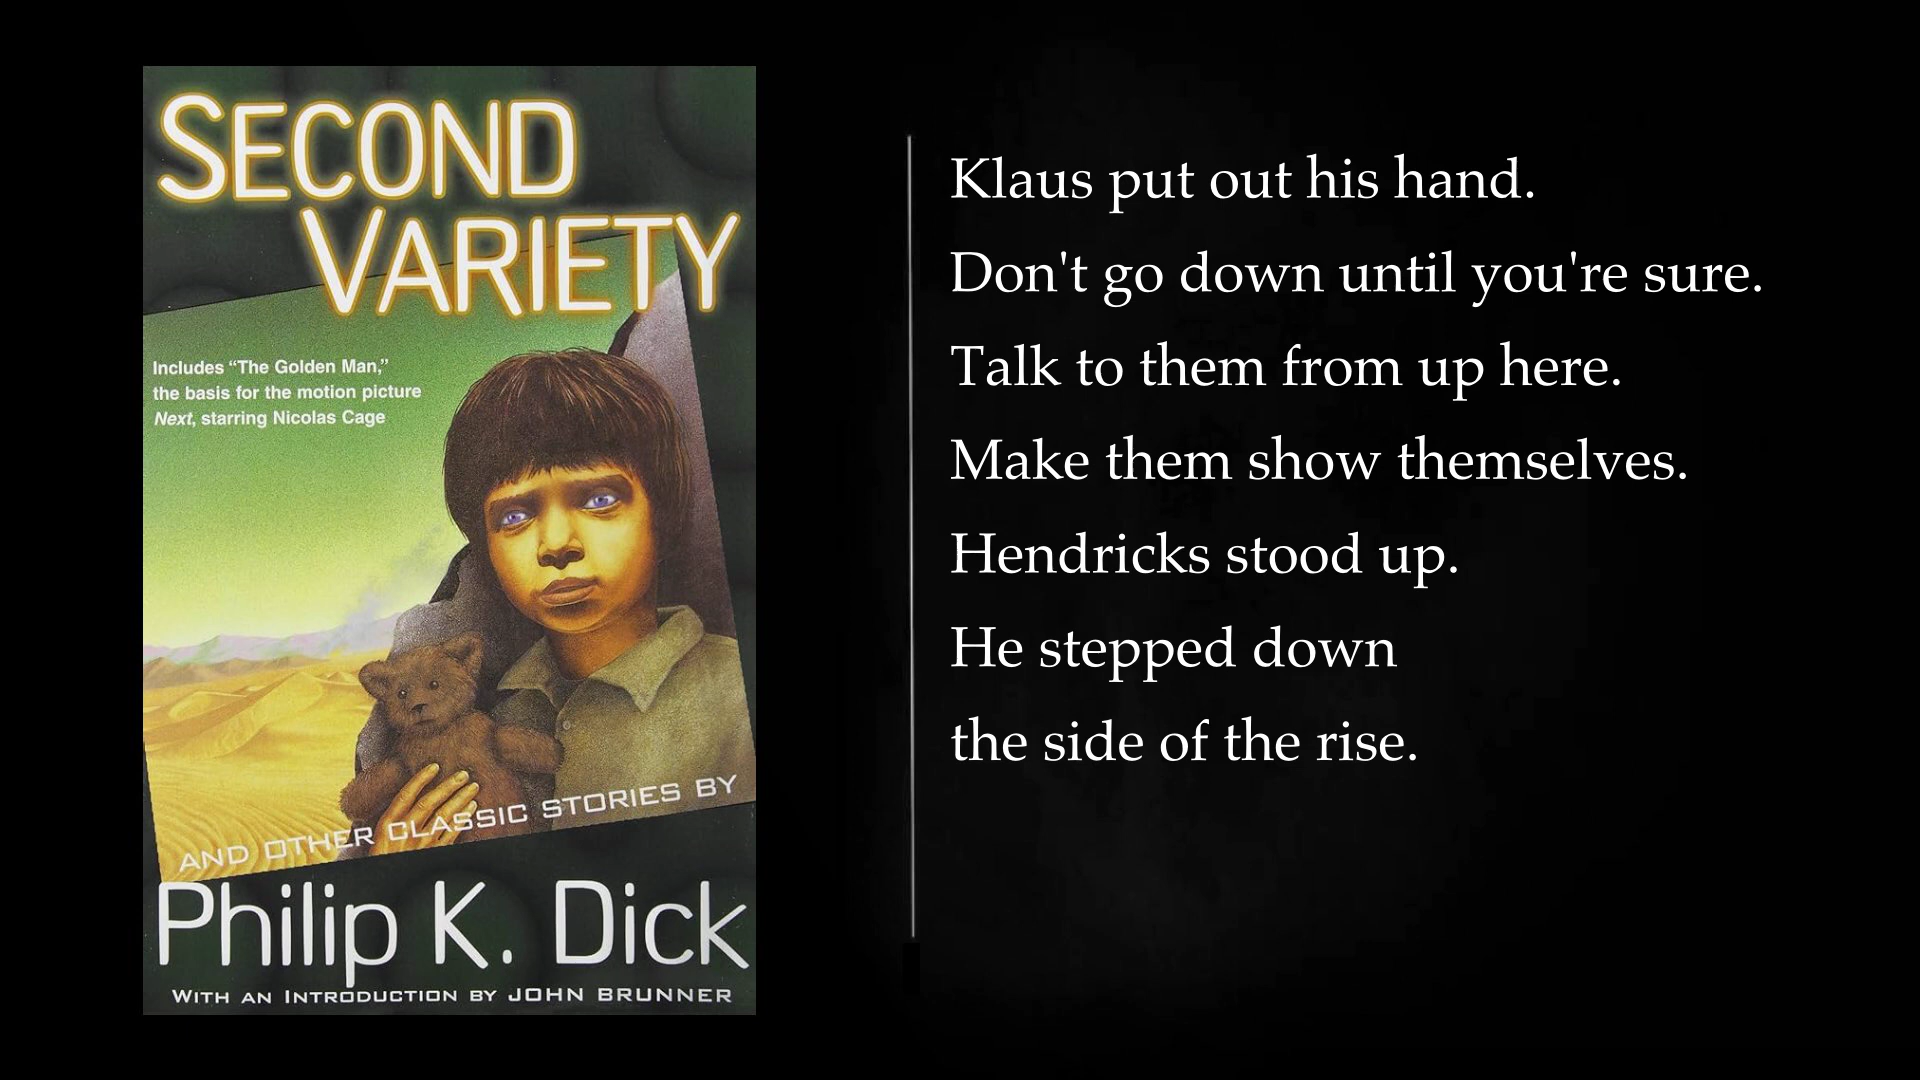 SECOND
VARIETY
Includes “The Golden Man,”
the basis for the motion picture
Next, starring Nicolas Cage
AND OTHER CLASSIC STORIES BY
Philip K. Dick
WITH AN INTRODUCTION BY JOHN BRUNNER
Klaus put out his hand.
Don't go down until you're sure.
Talk to them from up here.
Make them show themselves.
Hendricks stood up.
He stepped down
the side of the rise.